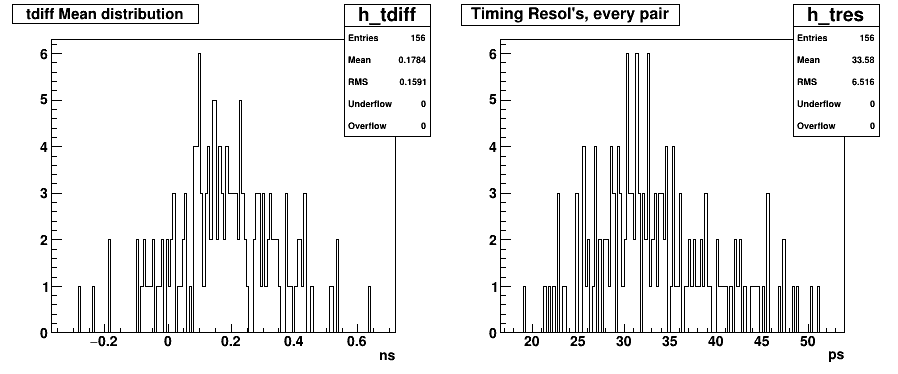 tdiff Mean distribution
h_tdiff
Entries 156
Mean 0.1784
RMS 0.1591
Underflow 0
Overflow 0
6
5
4
3
2
1
0
−0.2 0 0.2 0.4 0.6
ns
Timing Resol's, every pair
h_tres
Entries 156
Mean 33.58
RMS 6.516
Underflow 0
Overflow 0
6
5
4
3
2
1
0
20 25 30 35 40 45 50
ps